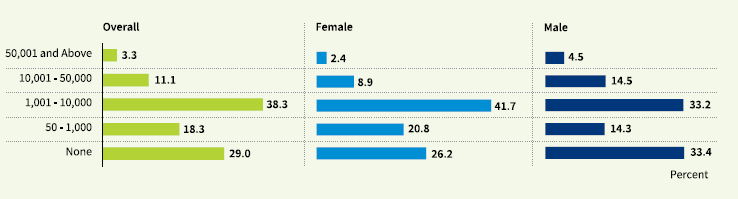 Overall Female Male
50,001 and Above 3.3 2.4 4.5
10,001 - 50,000 11.1 8.9 14.5
1,001 - 10,000 38.3 41.7 33.2
50 - 1,000 18.3 20.8 14.3
None 29.0 26.2 33.4
Percent